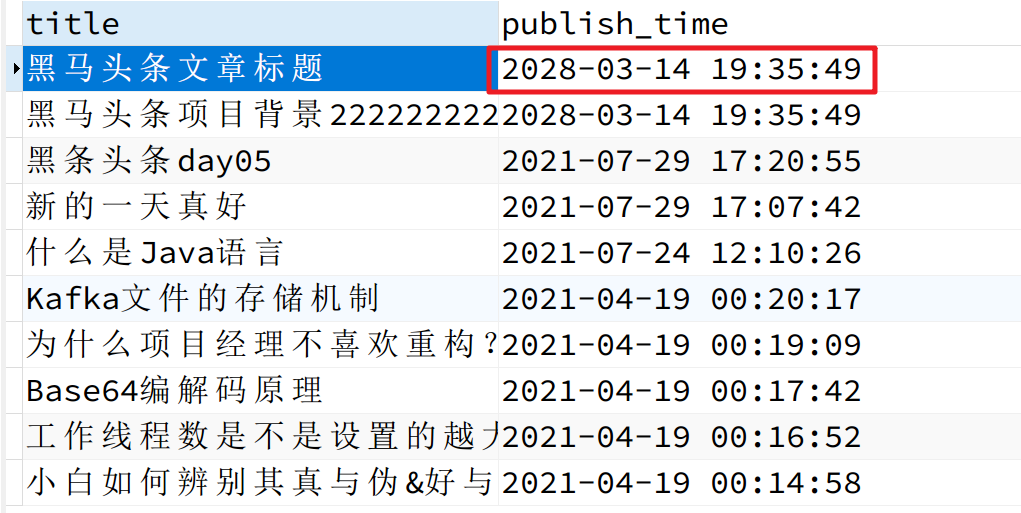 title publish_time
黑马头条文章标题 2028-03-14 19:35:49
黑马头条项目背景222222222 2028-03-14 19:35:49
黑条头条day05 2021-07-29 17:20:55
新的一天真好 2021-07-29 17:07:42
什么是Java语言 2021-07-24 12:10:26
Kafka文件的存储机制 2021-04-19 00:20:17
为什么项目经理不喜欢重构? 2021-04-19 00:19:09
Base64编解码原理 2021-04-19 00:17:42
工作线程数是不是设置的越 2021-04-19 00:16:52
小白如何辨别其真与伪&好与 2021-04-19 00:14:58